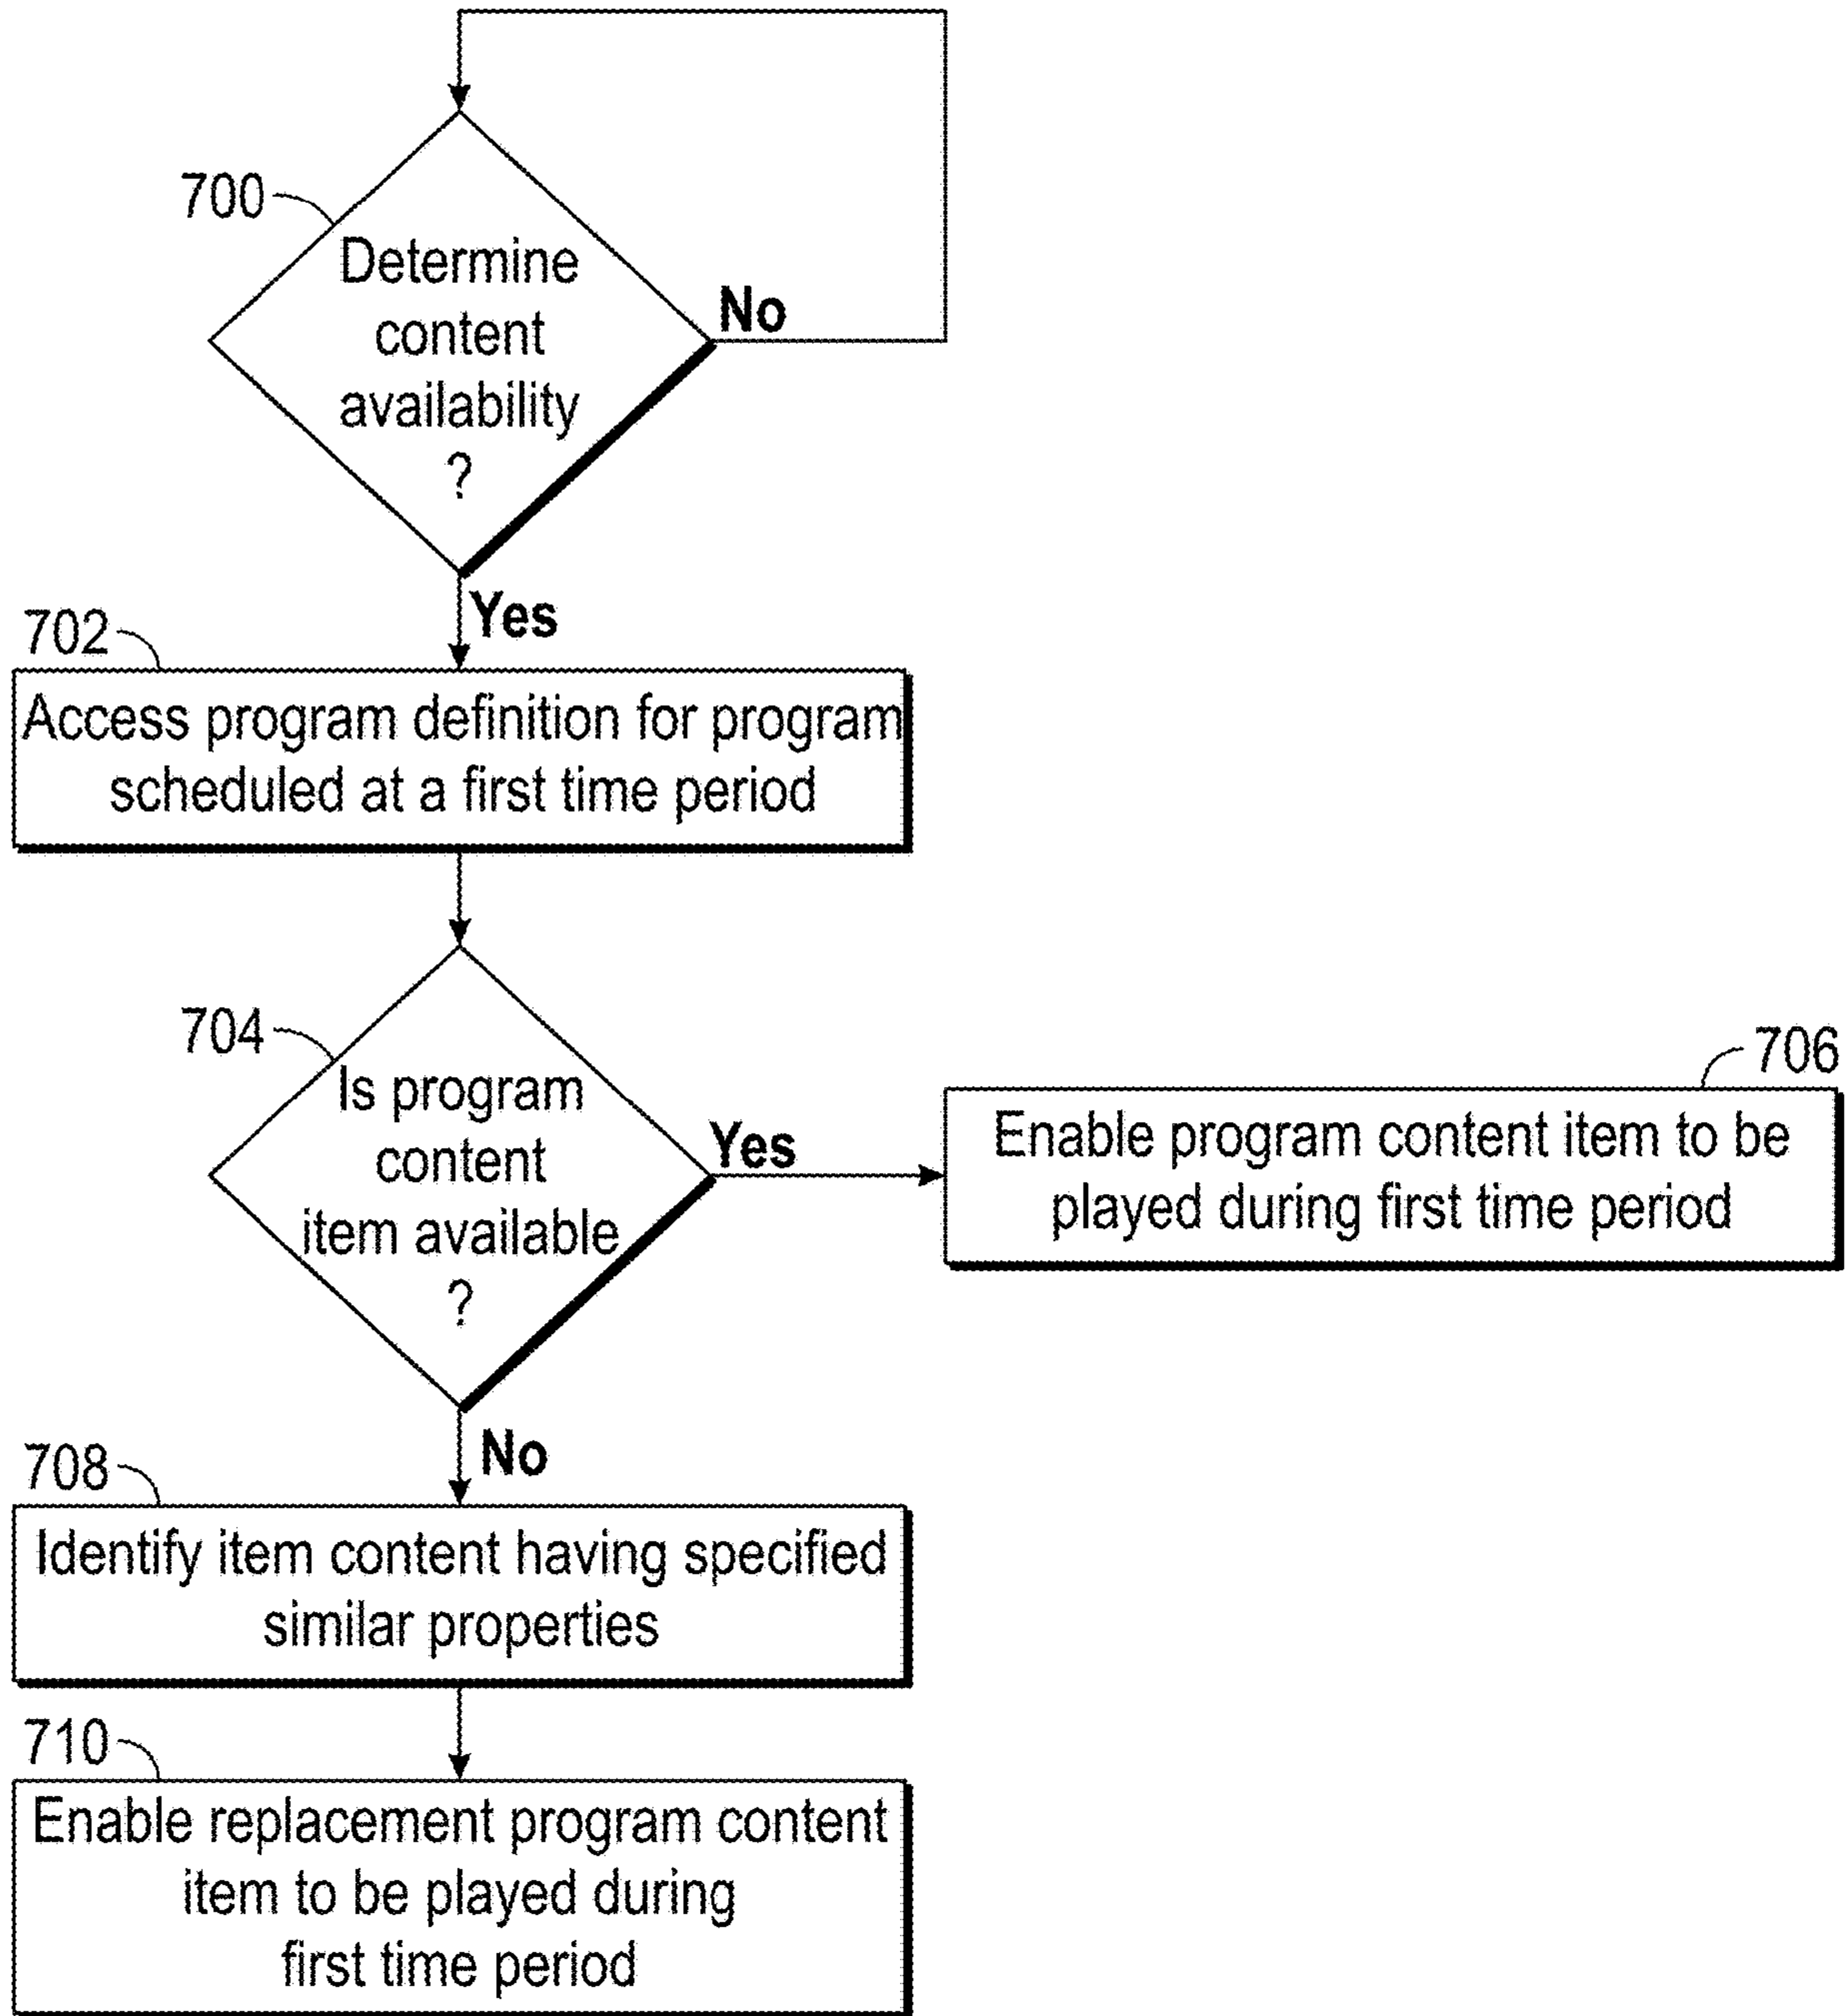 700
Determine
content
availability
?
No
Yes
702
Access program definition for program
scheduled at a first time period
704
Is program
content
item available
?
Yes
706
Enable program content item to be
played during first time period
No
708
Identify item content having specified
similar properties
710
Enable replacement program content
item to be played during
first time period